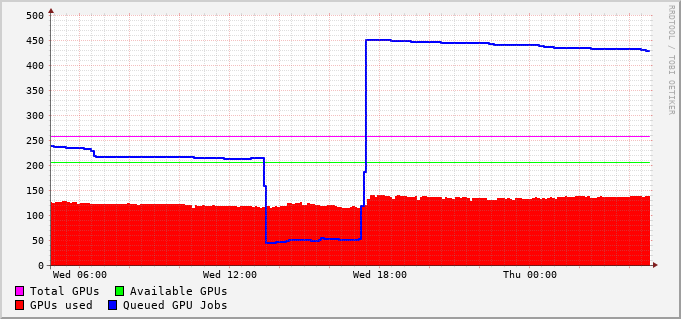 500
450
400
350
300
250
200
150
100
50
0
Wed 06:00 Wed 12:00 Wed 18:00 Thu 00:00
Total GPUs Available GPUs
GPUs used Queued GPU Jobs
RRDTOOL / TOBI OETIKER